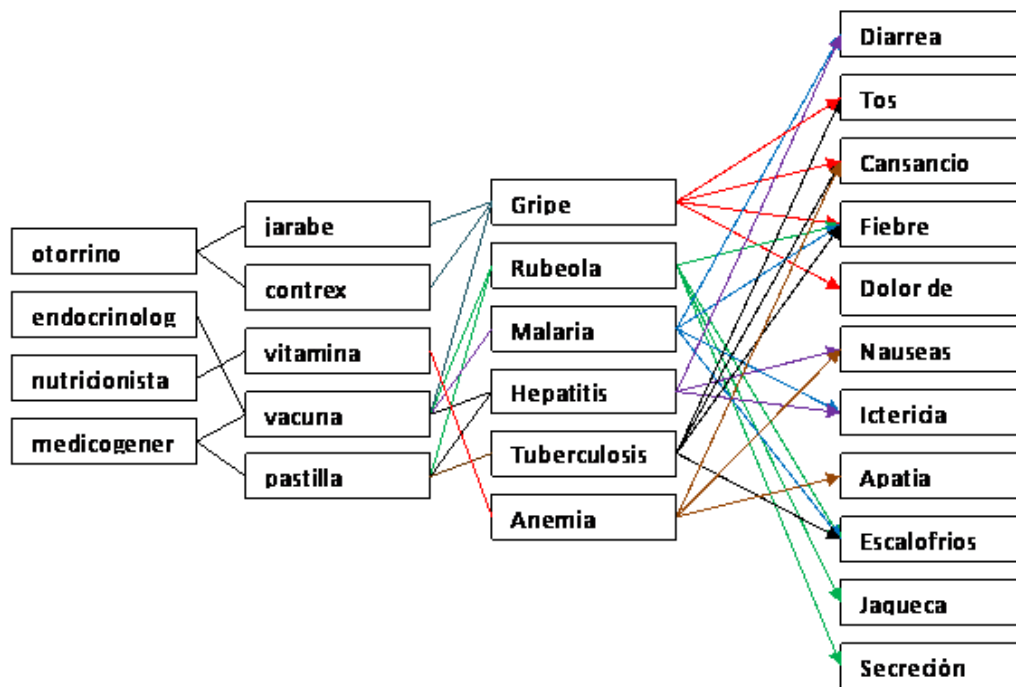 otorrino
endocrinolog
nutricionista
medicogener
jarabe
contrex
vitamina
vacuna
pastilla
Gripe
Rubeola
Malaria
Hepatitis
Tuberculosis
Anemia
Diarrea
Tos
Cansancio
Fiebre
Dolor de
Nauseas
Ictericia
Apatia
Escalofrios
Jaqueca
Secreción